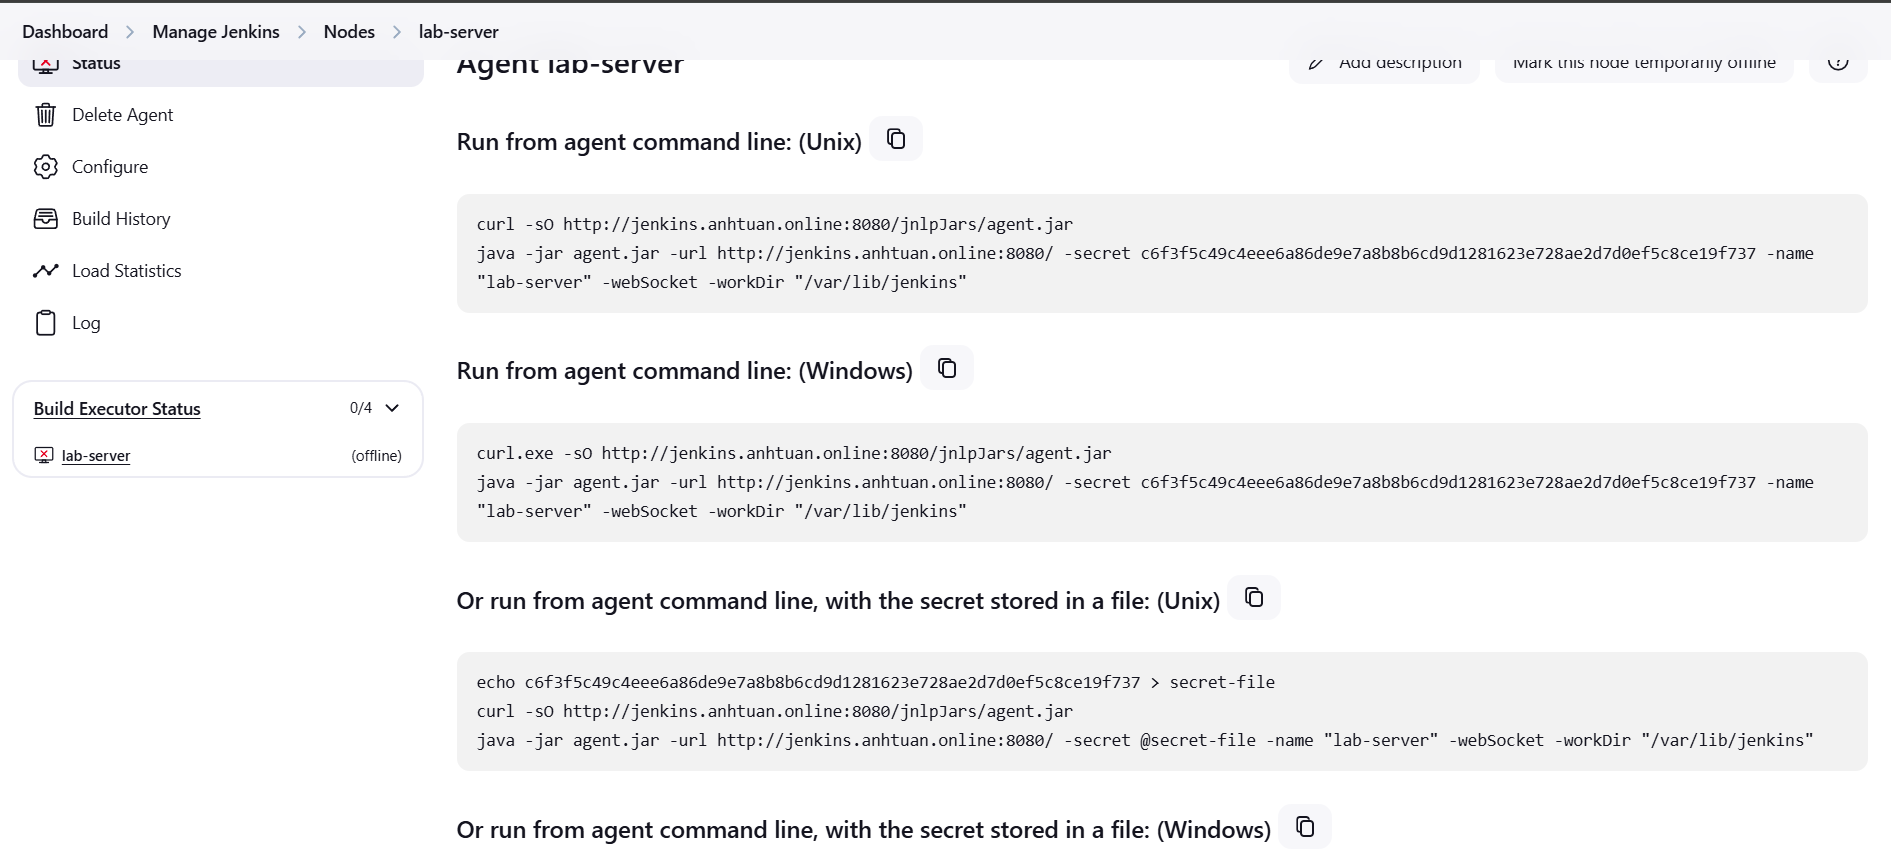 Dashboard > Manage Jenkins > Nodes > lab-server
Status
Delete Agent
Configure
Build History
Load Statistics
Log
Build Executor Status 0/4
lab-server (offline)
Agent lab-server
Add description
Mark this node temporarily offline
Run from agent command line: (Unix)
curl -sO http://jenkins.anhtuan.online:8080/jnlpJars/agent.jar
java -jar agent.jar -url http://jenkins.anhtuan.online:8080/ -secret c6f3f5c49c4eee6a86de9e7a8b8b6cd9d1281623e728ae2d7d0ef5c8ce19f737 -name
"lab-server" -webSocket -workDir "/var/lib/jenkins"
Run from agent command line: (Windows)
curl.exe -sO http://jenkins.anhtuan.online:8080/jnlpJars/agent.jar
java -jar agent.jar -url http://jenkins.anhtuan.online:8080/ -secret c6f3f5c49c4eee6a86de9e7a8b8b6cd9d1281623e728ae2d7d0ef5c8ce19f737 -name
"lab-server" -webSocket -workDir "/var/lib/jenkins"
Or run from agent command line, with the secret stored in a file: (Unix)
echo c6f3f5c49c4eee6a86de9e7a8b8b6cd9d1281623e728ae2d7d0ef5c8ce19f737 > secret-file
curl -sO http://jenkins.anhtuan.online:8080/jnlpJars/agent.jar
java -jar agent.jar -url http://jenkins.anhtuan.online:8080/ -secret @secret-file -name "lab-server" -webSocket -workDir "/var/lib/jenkins"
Or run from agent command line, with the secret stored in a file: (Windows)